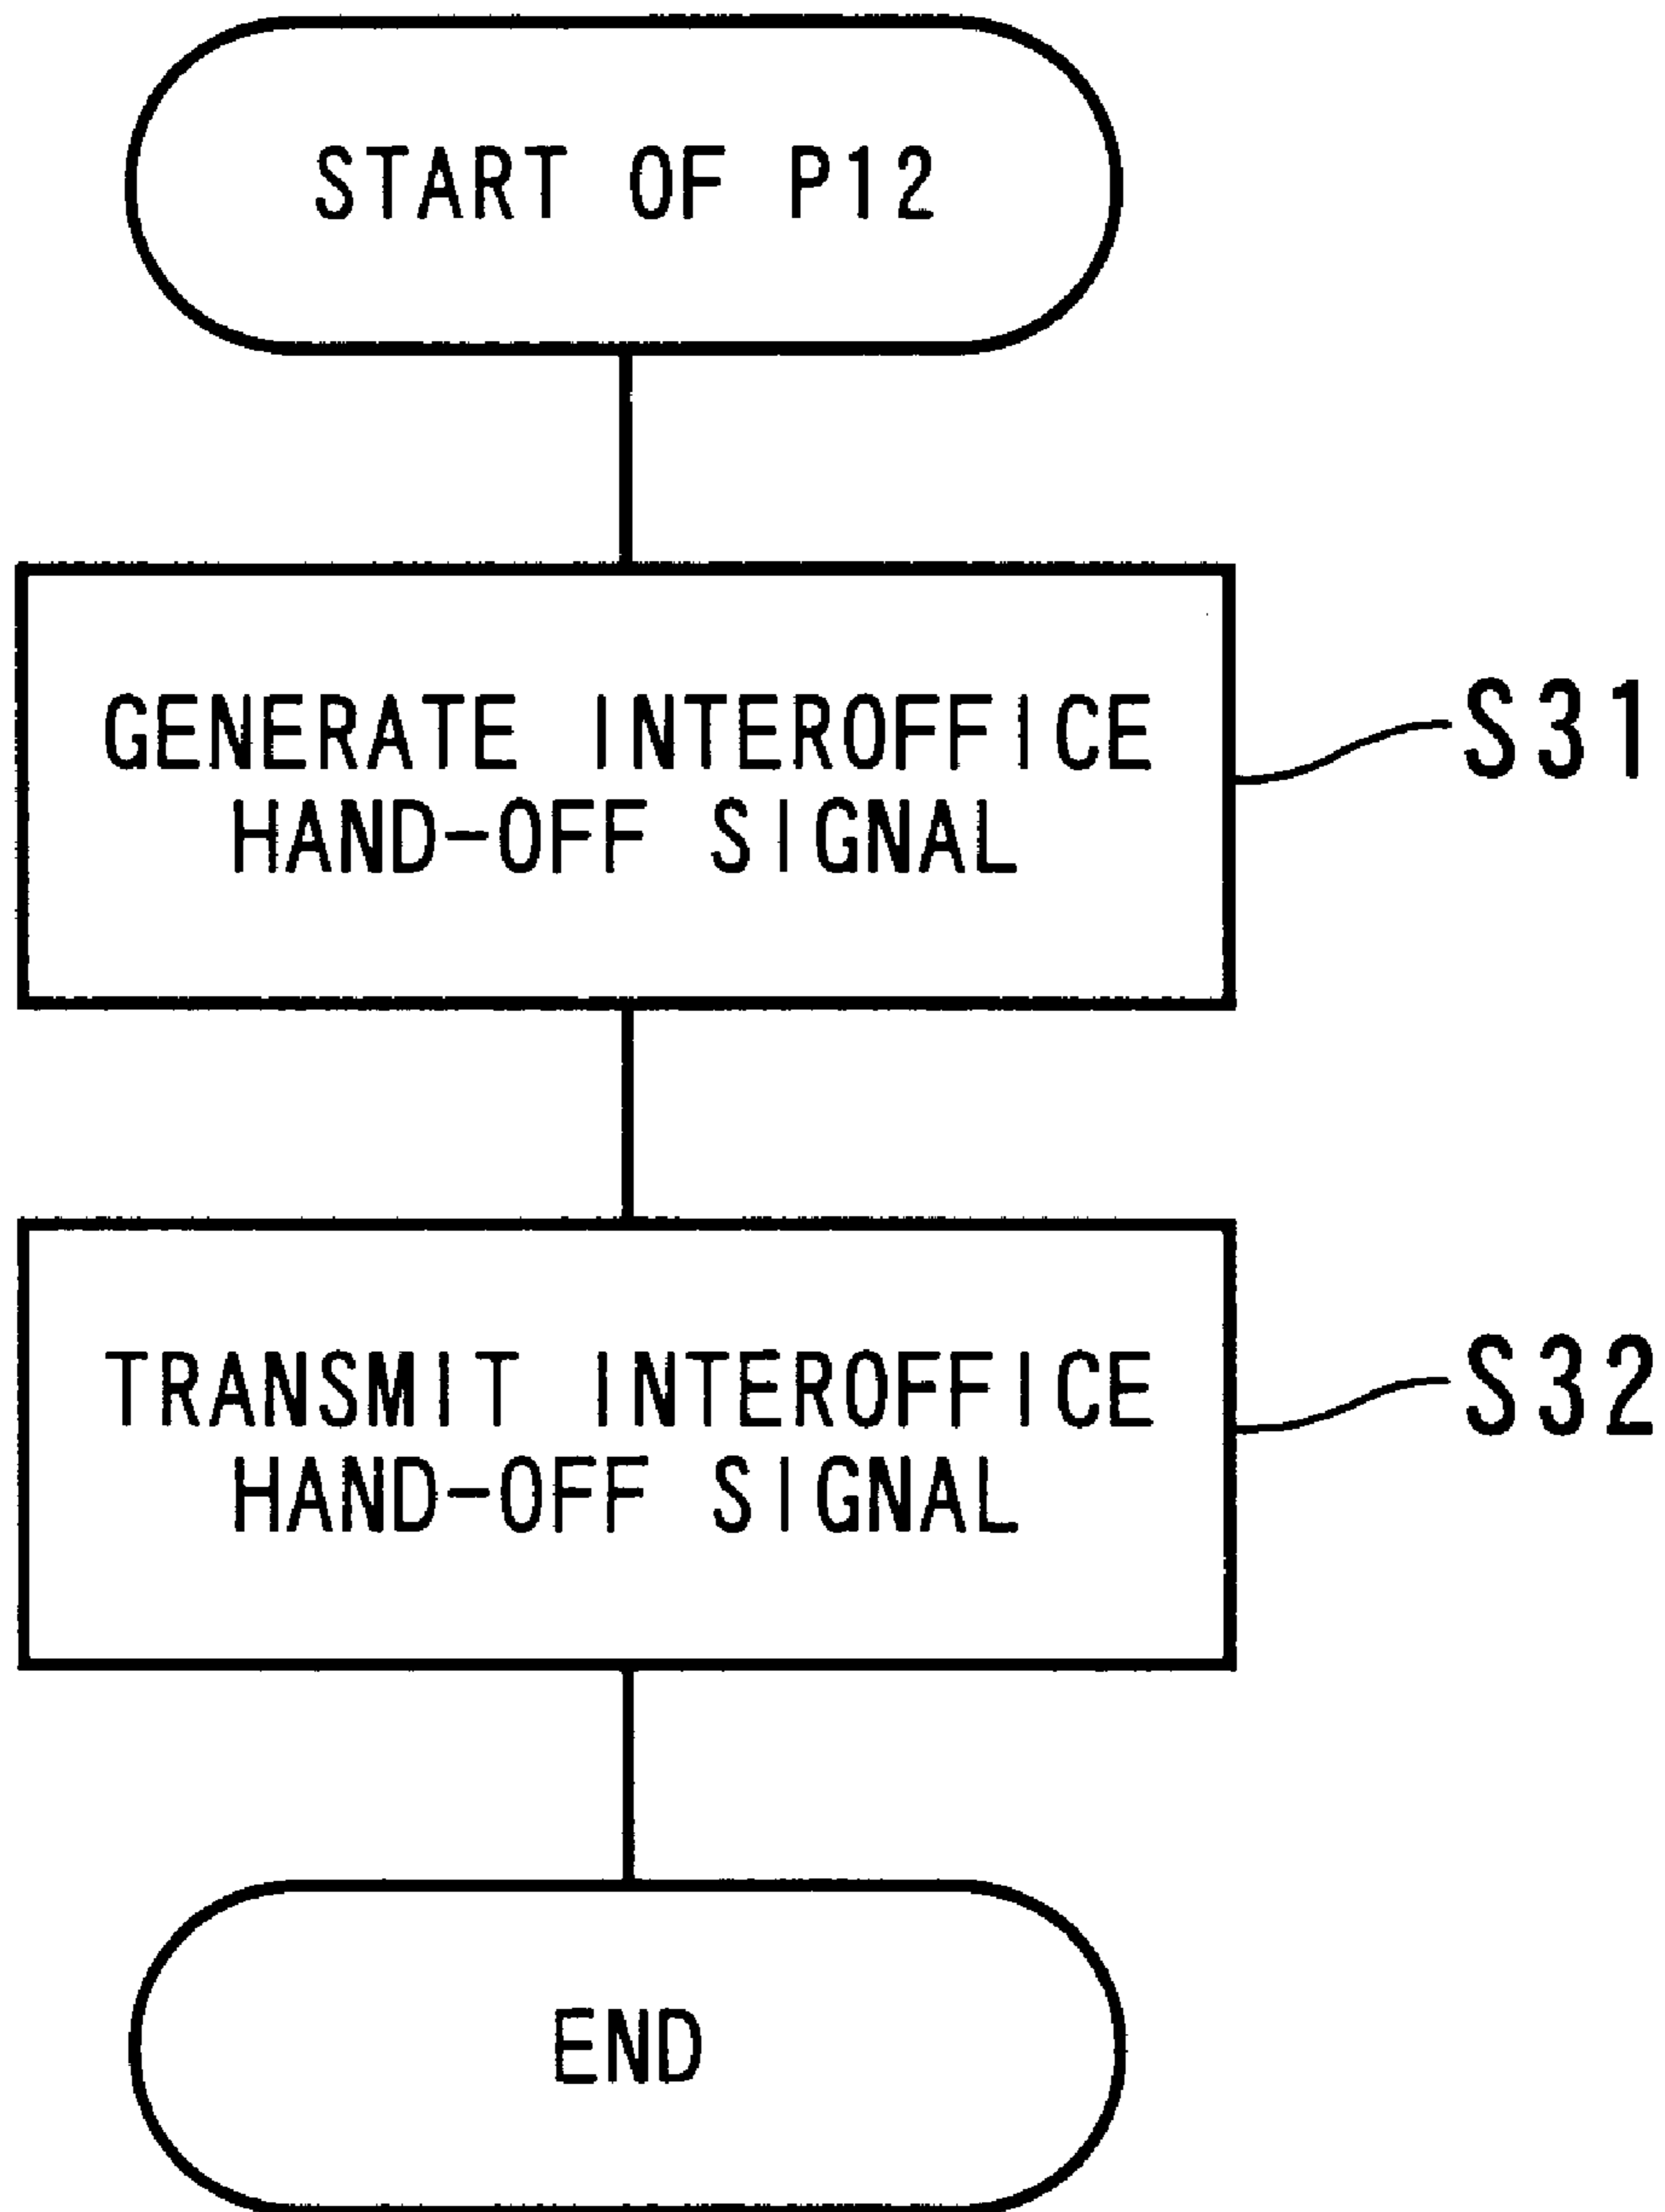 START OF P12
GENERATE INTEROFFICE
HAND-OFF SIGNAL
S31
TRANSMIT INTEROFFICE
HAND-OFF SIGNAL
S32
END